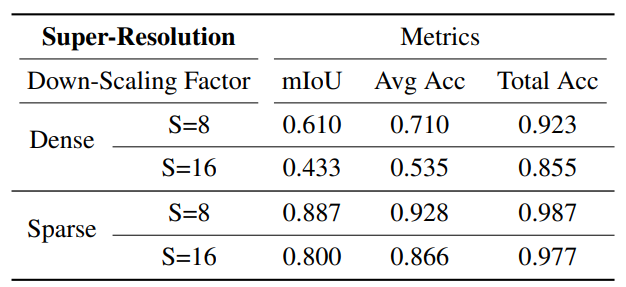 Super-Resolution Metrics
Down-Scaling Factor mIoU Avg Acc Total Acc
Dense S=8 0.610 0.710 0.923
S=16 0.433 0.535 0.855
Sparse S=8 0.887 0.928 0.987
S=16 0.800 0.866 0.977